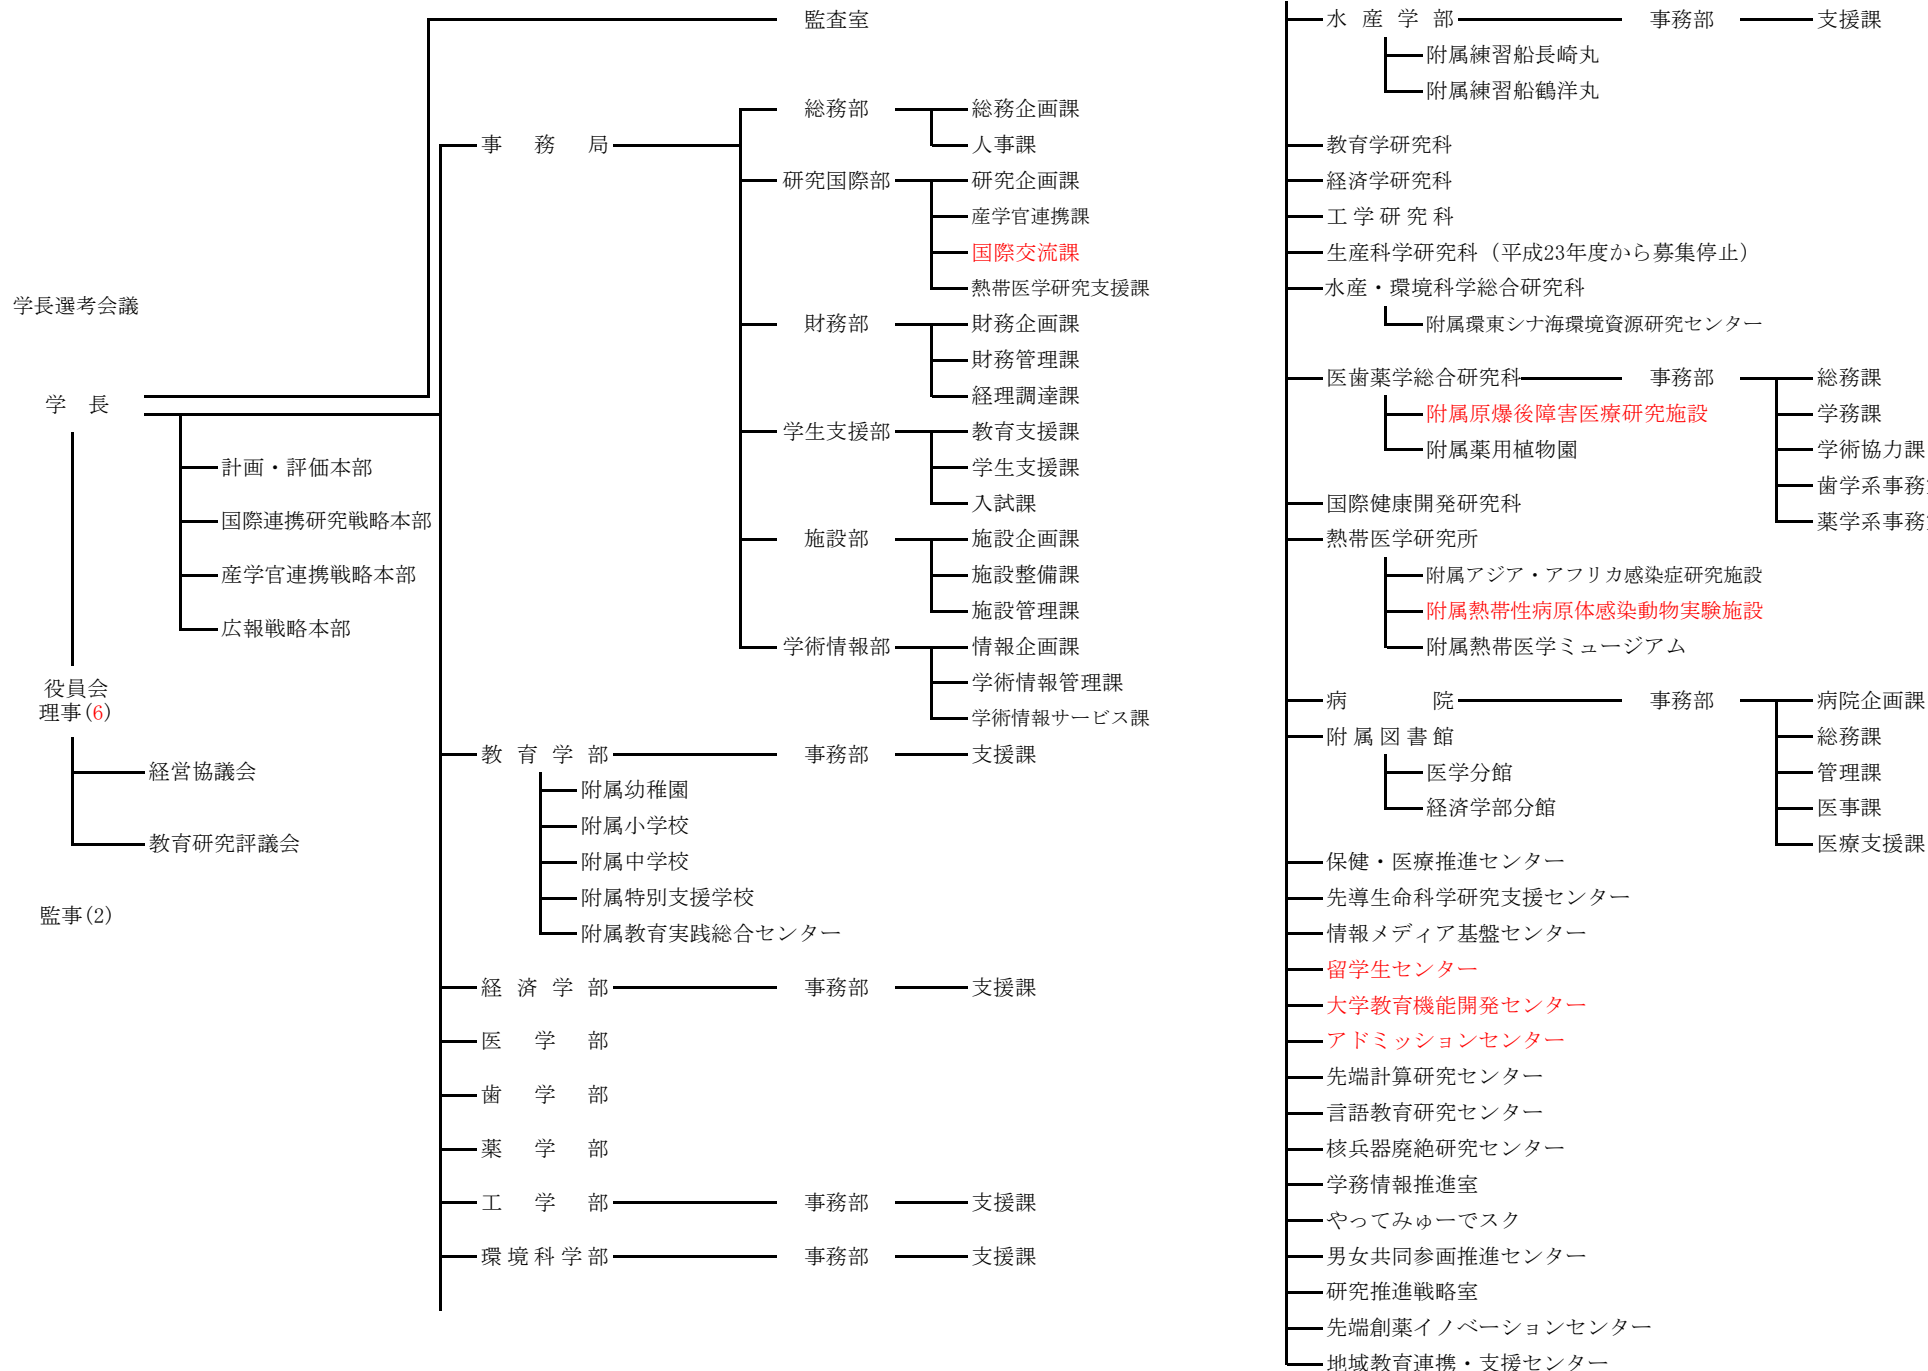 監査室
総務部 総務企画課
事務局 人事課
研究国際部 研究企画課
産学官連携課
国際交流課
熱帯医学研究支援課
学長選考会議
財務部 財務企画課
財務管理課
経理調達課
学長
学生支援部 教育支援課
計画・評価本部 学生支援課
入試課
国際連携研究戦略本部
施設部 施設企画課
産学官連携戦略本部 施設整備課
施設管理課
広報戦略本部
学術情報部 情報企画課
役員会 学術情報管理課
理事(6)
学術情報サービス課
教育学部 事務部 支援課
経営協議会
附属幼稚園
附属小学校
教育研究評議会
附属中学校
附属特別支援学校
監事(2)
附属教育実践総合センター
経済学部 事務部 支援課
医学部
歯学部
薬学部
工学部 事務部 支援課
環境科学部 事務部 支援課
水産学部 事務部 支援課
附属練習船長崎丸
附属練習船鶴洋丸
教育学研究科
経済学研究科
工学研究科
生産科学研究科（平成23年度から募集停止）
水産・環境科学総合研究科
附属環東シナ海環境資源研究センター
医歯薬学総合研究科 事務部 総務課
附属原爆後障害医療研究施設 学務課
附属薬用植物園 学術協力課
歯学系事務
国際健康開発研究科
薬学系事務
熱帯医学研究所
附属アジア・アフリカ感染症研究施設
附属熱帯性病原体感染動物実験施設
附属熱帯医学ミュージアム
病院 事務部 病院企画課
附属図書館 総務課
医学分館 管理課
経済学部分館 医事課
医療支援課
保健・医療推進センター
先導生命科学研究支援センター
情報メディア基盤センター
留学生センター
大学教育機能開発センター
アドミッションセンター
先端計算研究センター
言語教育研究センター
核兵器廃絶研究センター
学務情報推進室
やってみゅーでスク
男女共同参画推進センター
研究推進戦略室
先端創薬イノベーションセンター
地域教育連携・支援センター